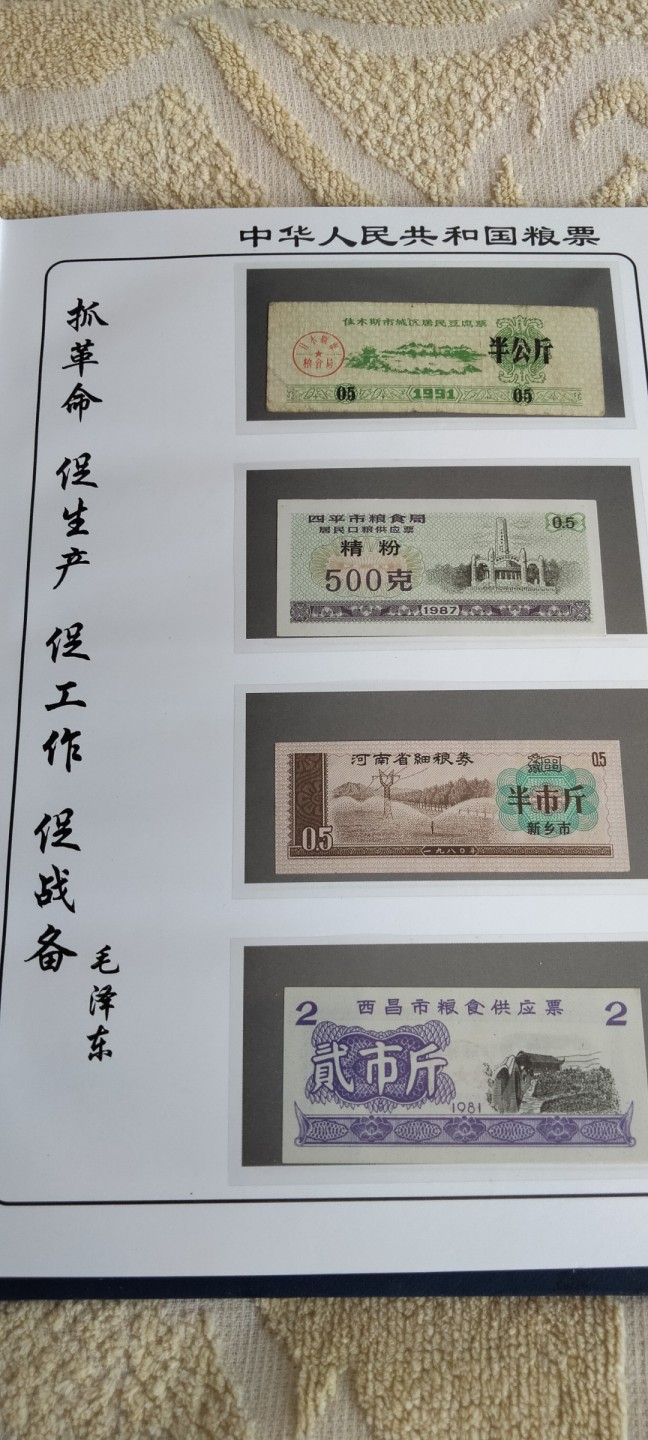 中华人民共和国粮票
抓革命 促生产 促工作 促战备
毛泽东
佳木斯市城区居民豆腐票
半公斤
05
1991
05
四平市粮食局
居民口粮供应票
0.5
精粉
500克
1987
河南省细粮券
细
0.5
半市斤
新乡市
0.5
一九八〇年
2
西昌市粮食供应票
2
贰市斤
1981